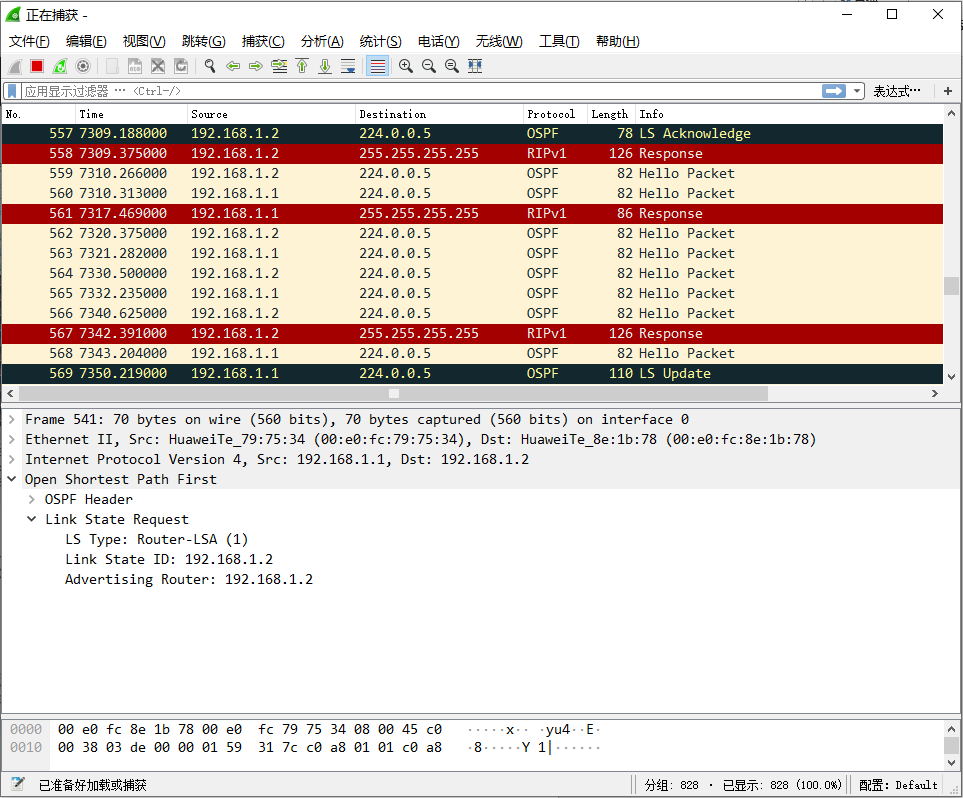 正在捕获 -
文件(F) 编辑(E) 视图(V) 跳转(G) 捕获(C) 分析(A) 统计(S) 电话(Y) 无线(W) 工具(T) 帮助(H)
应用显示过滤器 ··· <Ctrl-/> 表达式… +
No. Time Source Destination Protocol Length Info
557 7309.188000 192.168.1.2 224.0.0.5 OSPF 78 LS Acknowledge
558 7309.375000 192.168.1.2 255.255.255.255 RIPv1 126 Response
559 7310.266000 192.168.1.2 224.0.0.5 OSPF 82 Hello Packet
560 7310.313000 192.168.1.1 224.0.0.5 OSPF 82 Hello Packet
561 7317.469000 192.168.1.1 255.255.255.255 RIPv1 86 Response
562 7320.375000 192.168.1.2 224.0.0.5 OSPF 82 Hello Packet
563 7321.282000 192.168.1.1 224.0.0.5 OSPF 82 Hello Packet
564 7330.500000 192.168.1.2 224.0.0.5 OSPF 82 Hello Packet
565 7332.235000 192.168.1.1 224.0.0.5 OSPF 82 Hello Packet
566 7340.625000 192.168.1.2 224.0.0.5 OSPF 82 Hello Packet
567 7342.391000 192.168.1.2 255.255.255.255 RIPv1 126 Response
568 7343.204000 192.168.1.1 224.0.0.5 OSPF 82 Hello Packet
569 7350.219000 192.168.1.1 224.0.0.5 OSPF 110 LS Update
Frame 541: 70 bytes on wire (560 bits), 70 bytes captured (560 bits) on interface 0
Ethernet II, Src: HuaweiTe_79:75:34 (00:e0:fc:79:75:34), Dst: HuaweiTe_8e:1b:78 (00:e0:fc:8e:1b:78)
Internet Protocol Version 4, Src: 192.168.1.1, Dst: 192.168.1.2
Open Shortest Path First
OSPF Header
Link State Request
LS Type: Router-LSA (1)
Link State ID: 192.168.1.2
Advertising Router: 192.168.1.2
0000 00 e0 fc 8e 1b 78 00 e0 fc 79 75 34 08 00 45 c0 ·····x·· ·yu4··E·
0010 00 38 03 de 00 00 01 59 31 7c c0 a8 01 01 c0 a8 ·8·····Y 1|······
已准备好加载或捕获 分组: 828 · 已显示: 828 (100.0%) 配置: Default